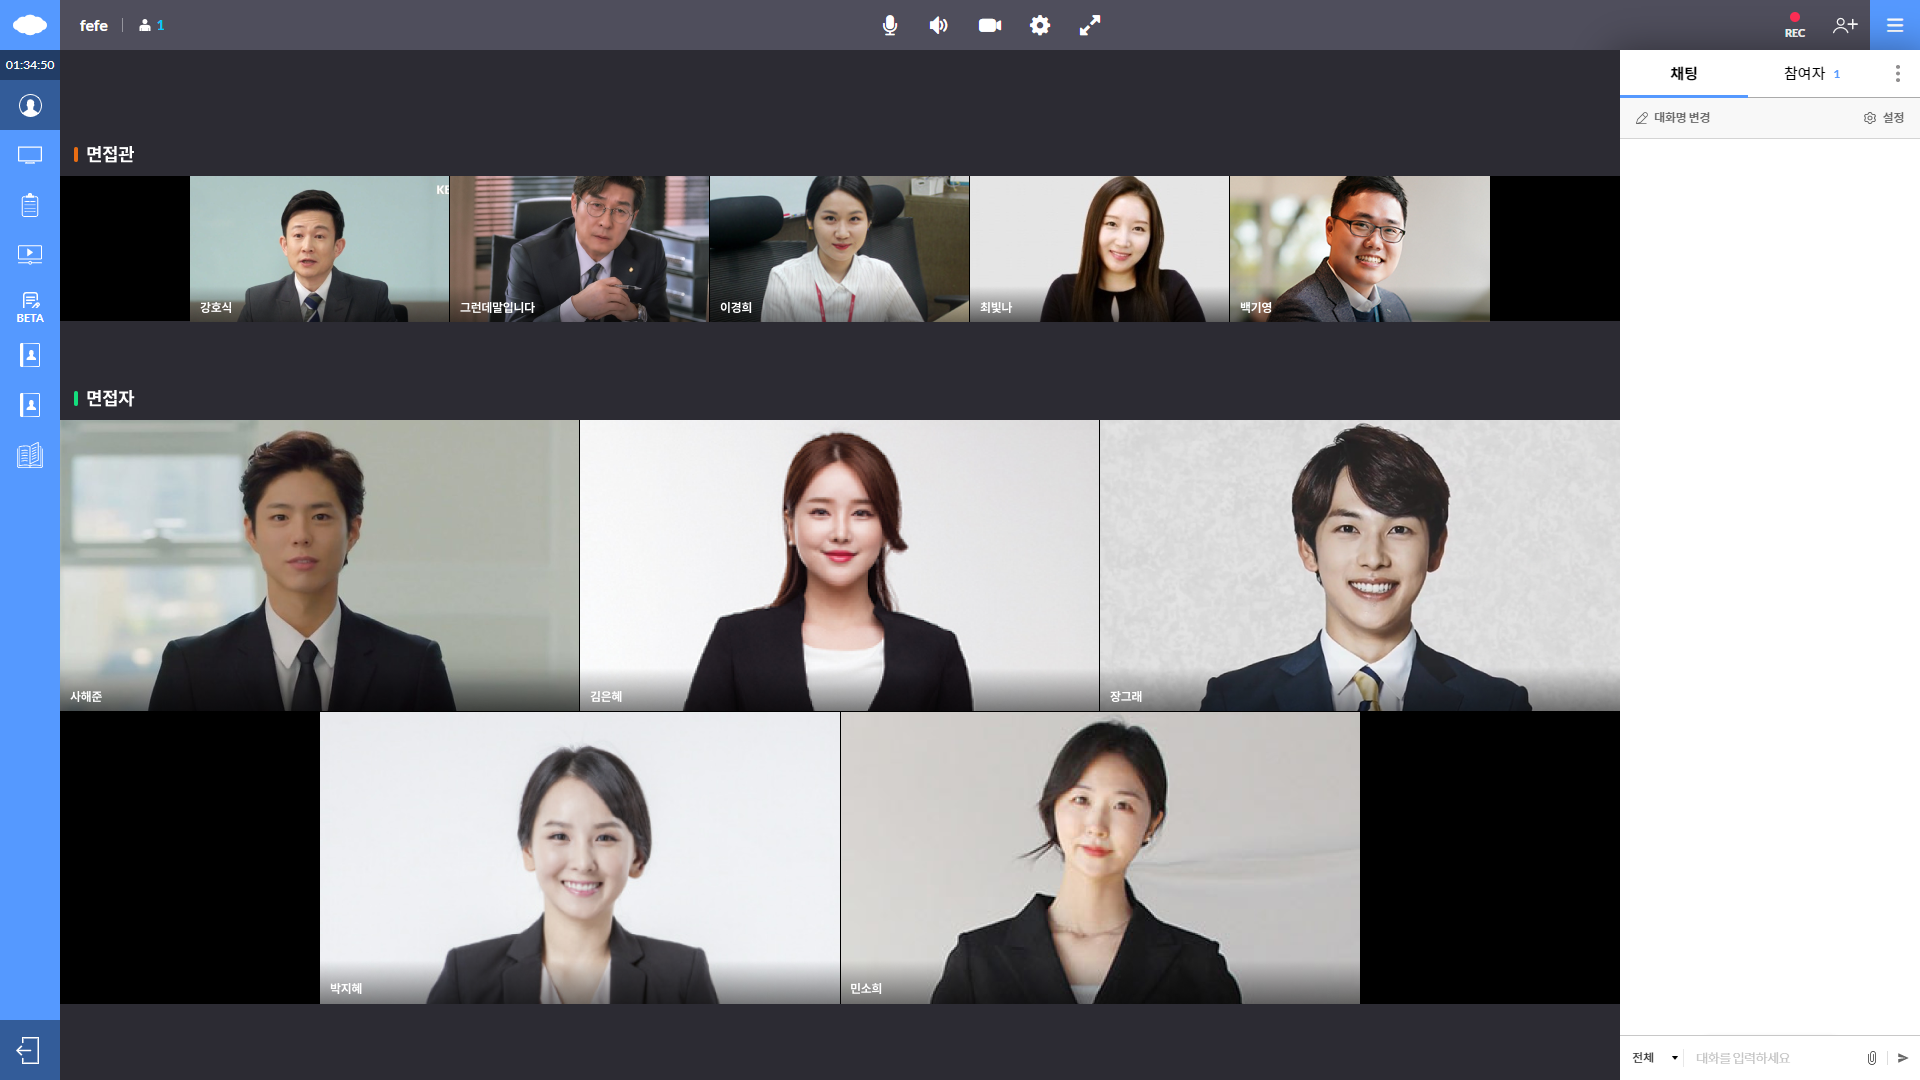 fefe
1
REC
01:34:50
BETA
면접관
KB
강호식
그런데말입니다
이경희
최빛나
백기영
면접자
사해준
김은혜
장그래
박지혜
민소희
채팅
참여자 1
대화명 변경
설정
전체
대화를 입력하세요